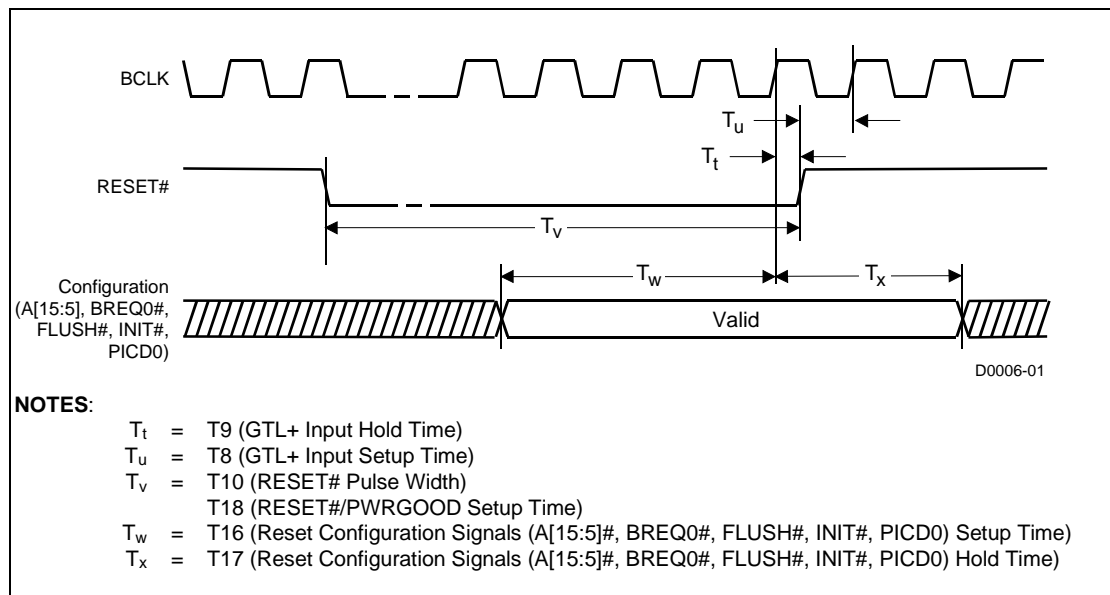 BCLK
Tu
Tt
RESET#
Tv
Configuration
(A[15:5], BREQ0#,
FLUSH#, INIT#,
PICD0)
Tw
Tx
Valid
D0006-01
NOTES:
Tt = T9 (GTL+ Input Hold Time)
Tu = T8 (GTL+ Input Setup Time)
Tv = T10 (RESET# Pulse Width)
T18 (RESET#/PWRGOOD Setup Time)
Tw = T16 (Reset Configuration Signals (A[15:5]#, BREQ0#, FLUSH#, INIT#, PICD0) Setup Time)
Tx = T17 (Reset Configuration Signals (A[15:5]#, BREQ0#, FLUSH#, INIT#, PICD0) Hold Time)